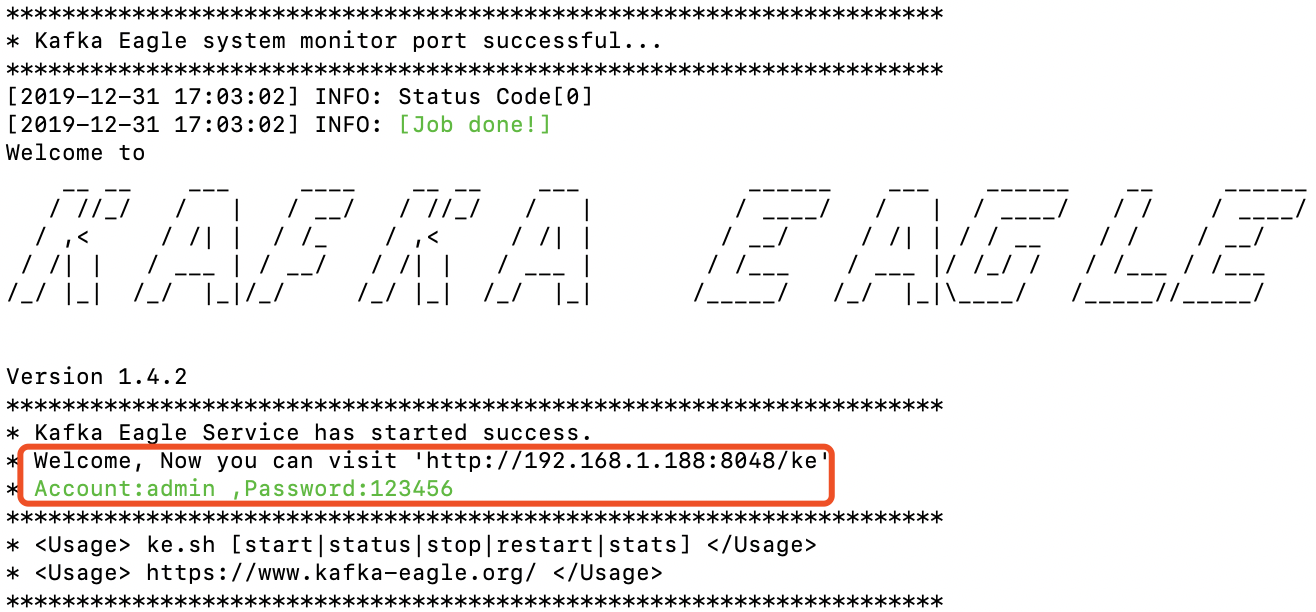 *******************************************************************
* Kafka Eagle system monitor port successful...
*******************************************************************
[2019-12-31 17:03:02] INFO: Status Code[0]
[2019-12-31 17:03:02] INFO: [Job done!]
Welcome to
KAFKA EAGLE
Version 1.4.2
*******************************************************************
* Kafka Eagle Service has started success.
* Welcome, Now you can visit 'http://192.168.1.188:8048/ke'
* Account:admin ,Password:123456
*******************************************************************
* <Usage> ke.sh [start|status|stop|restart|stats] </Usage>
* <Usage> https://www.kafka-eagle.org/ </Usage>
*******************************************************************